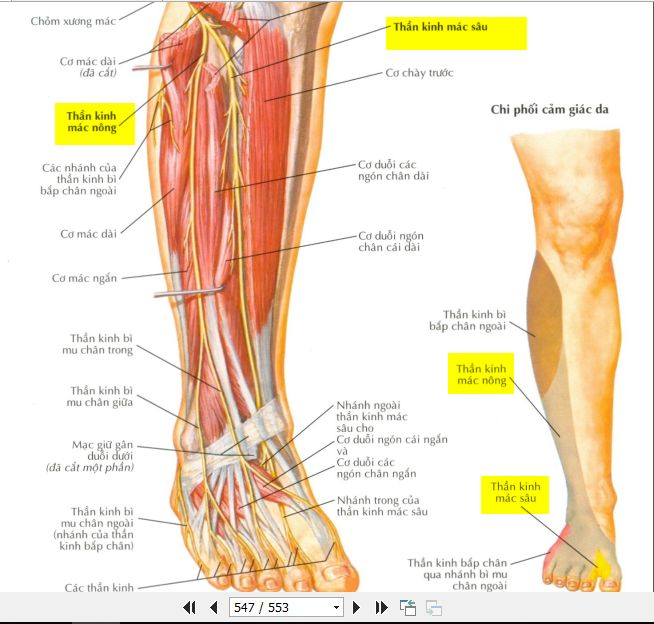 Chỏm xương mác
Thần kinh mác sâu
Cơ mác dài
(đã cắt)
Cơ chày trước
Thần kinh
mác nông
Chi phối cảm giác da
Các nhánh của
thần kinh bì
bắp chân ngoài
Cơ duỗi các
ngón chân dài
Cơ mác dài
Cơ duỗi ngón
chân cái dài
Cơ mác ngắn
Thần kinh bì
bắp chân ngoài
Thần kinh bì
mu chân trong
Thần kinh
mác nông
Thần kinh bì
mu chân giữa
Nhánh ngoài
thần kinh mác
sâu cho
Cơ duỗi ngón cái ngắn
và
Cơ duỗi các
ngón chân ngắn
Mạc giữ gân
duỗi dưới
(đã cắt một phần)
Thần kinh
mác sâu
Nhánh trong của
thần kinh mác sâu
Thần kinh bì
mu chân ngoài
(nhánh của thần
kinh bắp chân)
Thần kinh bắp chân
qua nhánh bì mu
chân ngoài
Các thần kinh
547 / 553